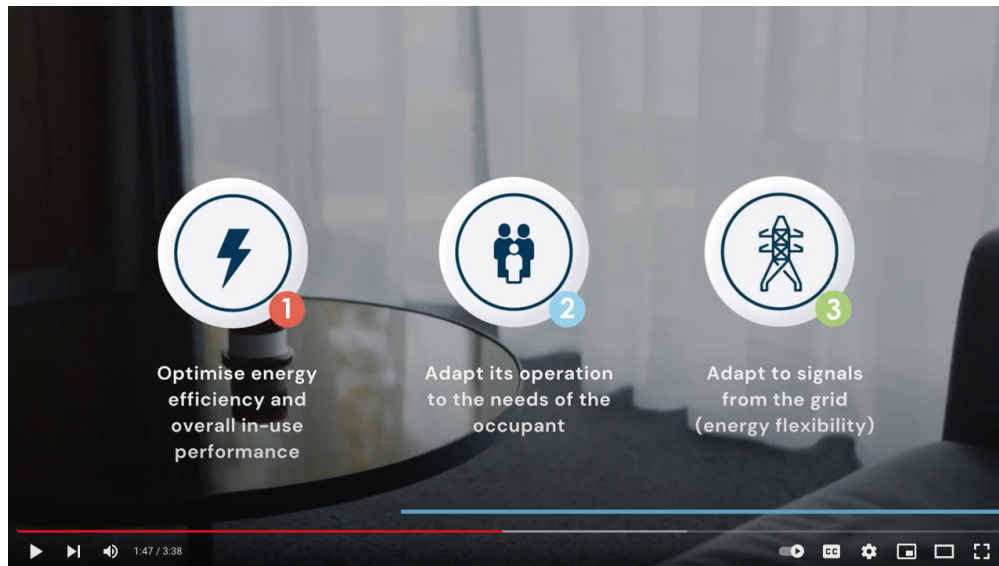 1
2
3
Optimise energy
efficiency and
overall in-use
performance
Adapt its operation
to the needs of the
occupant
Adapt to signals
from the grid
(energy flexibility)
1:47 / 3:38
CC